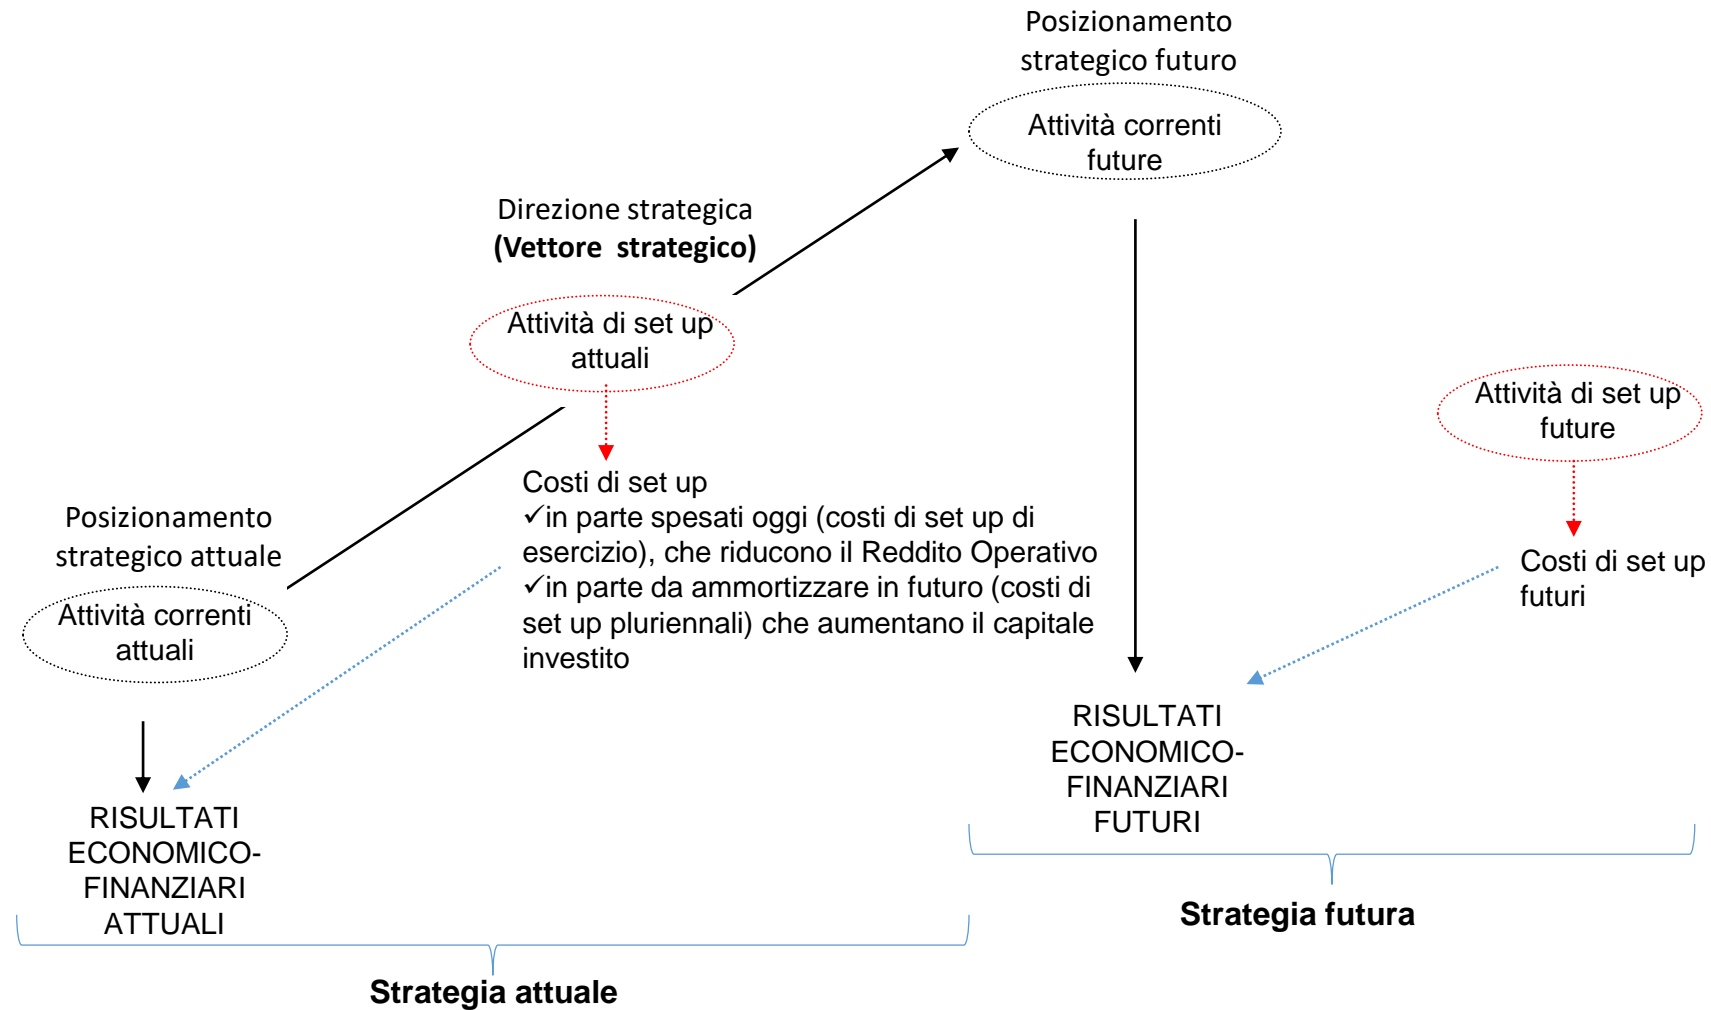 Posizionamento
strategico futuro
Attività correnti
future
Direzione strategica
(Vettore strategico)
Attività di set up
attuali
Attività di set up
future
Costi di set up
✓in parte spesati oggi (costi di set up di
esercizio), che riducono il Reddito Operativo
✓in parte da ammortizzare in futuro (costi di
set up pluriennali) che aumentano il capitale
investito
Posizionamento
strategico attuale
Attività correnti
attuali
Costi di set up
futuri
RISULTATI
ECONOMICO-
FINANZIARI
FUTURI
RISULTATI
ECONOMICO-
FINANZIARI
ATTUALI
Strategia futura
Strategia attuale